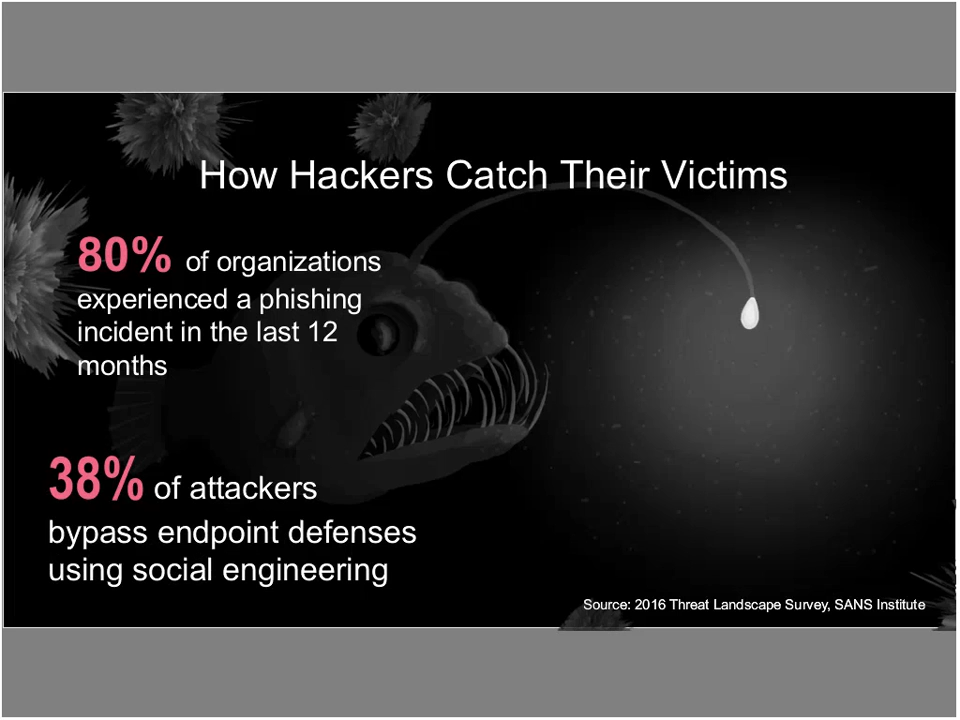 How Hackers Catch Their Victims
80% of organizations
experienced a phishing
incident in the last 12
months
38% of attackers
bypass endpoint defenses
using social engineering
Source: 2016 Threat Landscape Survey, SANS Institute